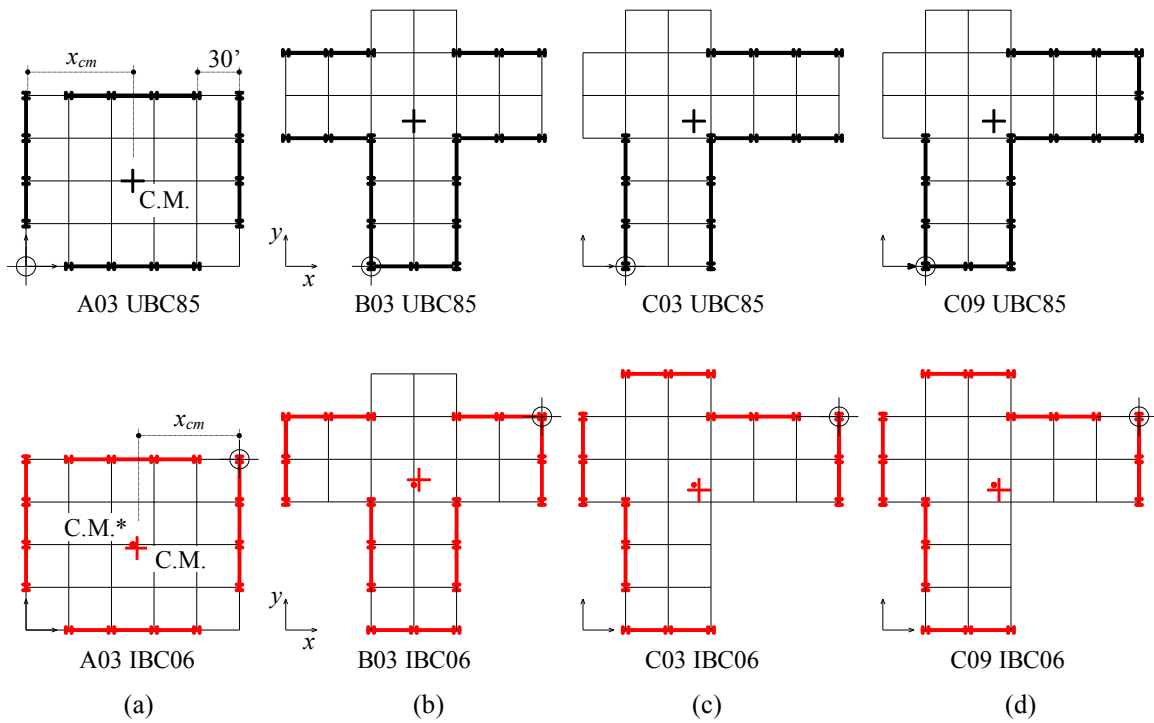 x_cm
30’
C.M.
y
x
A03 UBC85
B03 UBC85
C03 UBC85
C09 UBC85
x_cm
C.M.*
C.M.
y
x
A03 IBC06
B03 IBC06
C03 IBC06
C09 IBC06
(a)
(b)
(c)
(d)